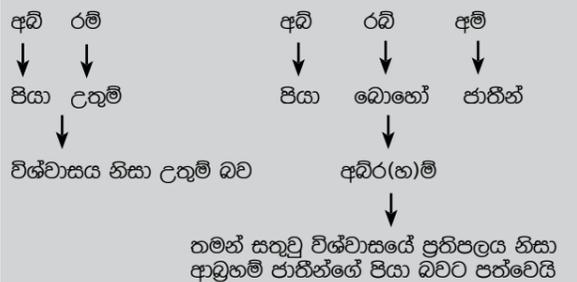 අබ් රම් අබ් රබ් අම්
පියා උතුම් පියා බොහෝ ජාතීන්
විශ්වාසය නිසා උතුම් බව අබ්ර(හ)ම්
තමන් සතුවු විශ්වාසයේ ප්‍රතිපලය නිසා
ආබ්‍රහම් ජාතීන්ගේ පියා බවට පත්වෙයි